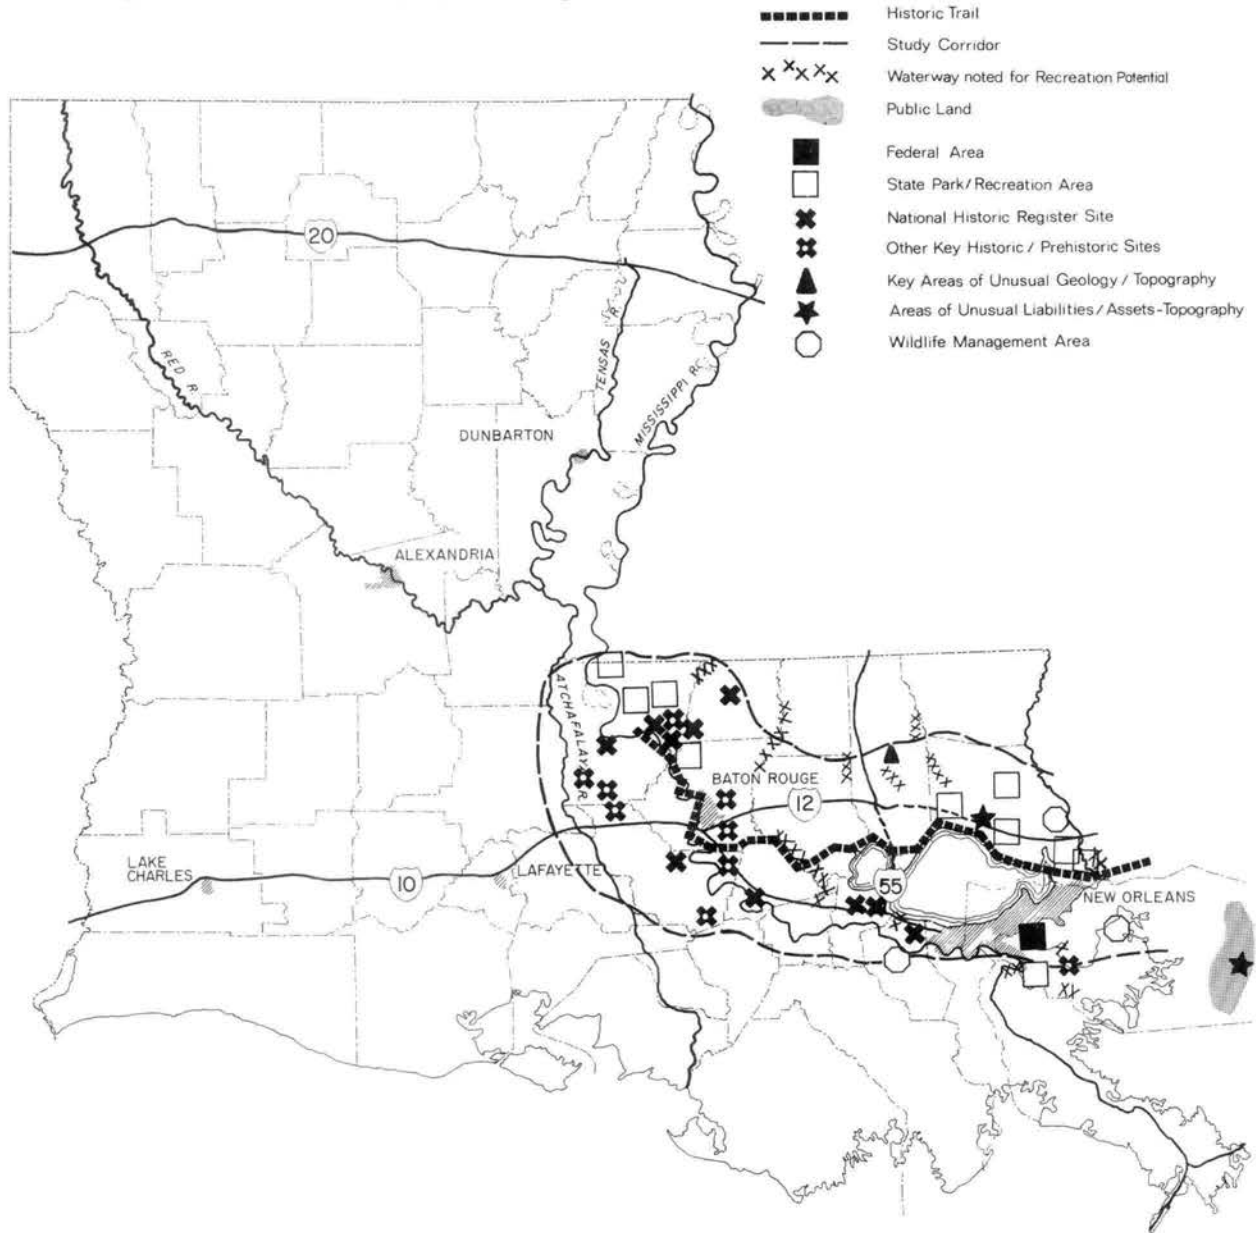 Historic Trail
Study Corridor
Waterway noted for Recreation Potential
Public Land
Federal Area
State Park/Recreation Area
National Historic Register Site
Other Key Historic / Prehistoric Sites
Key Areas of Unusual Geology / Topography
Areas of Unusual Liabilities/Assets-Topography
Wildlife Management Area
20
RED R.
TENSAS R.
MISSISSIPPI R.
DUNBARTON
ALEXANDRIA
ATCHAFALAYA R.
BATON ROUGE
12
LAKE
CHARLES
10
LAFAYETTE
55
NEW ORLEANS